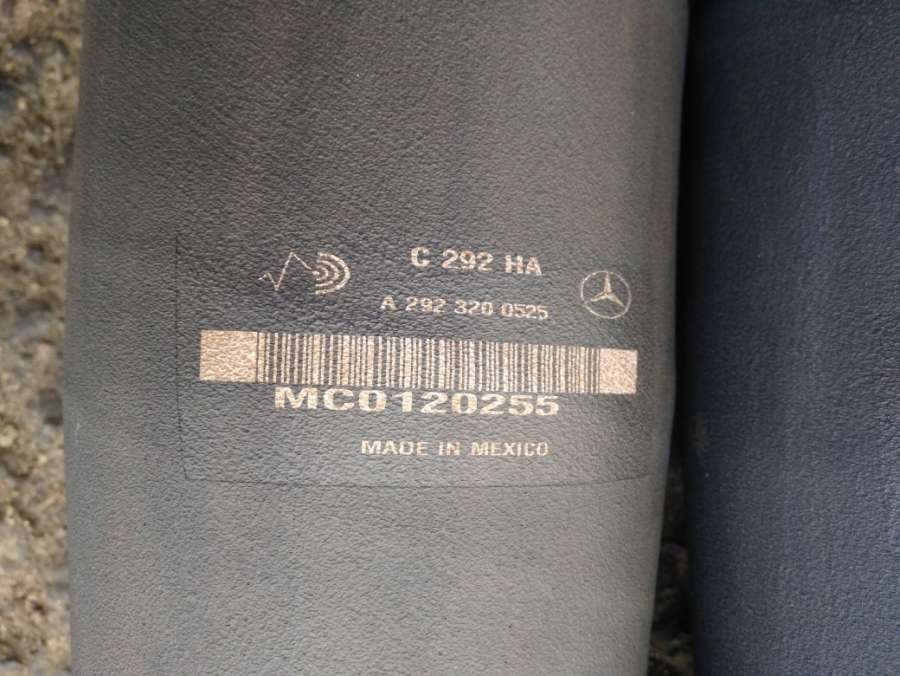 C 292 HA
A 292 320 0525
MC0120255
MADE IN MEXICO